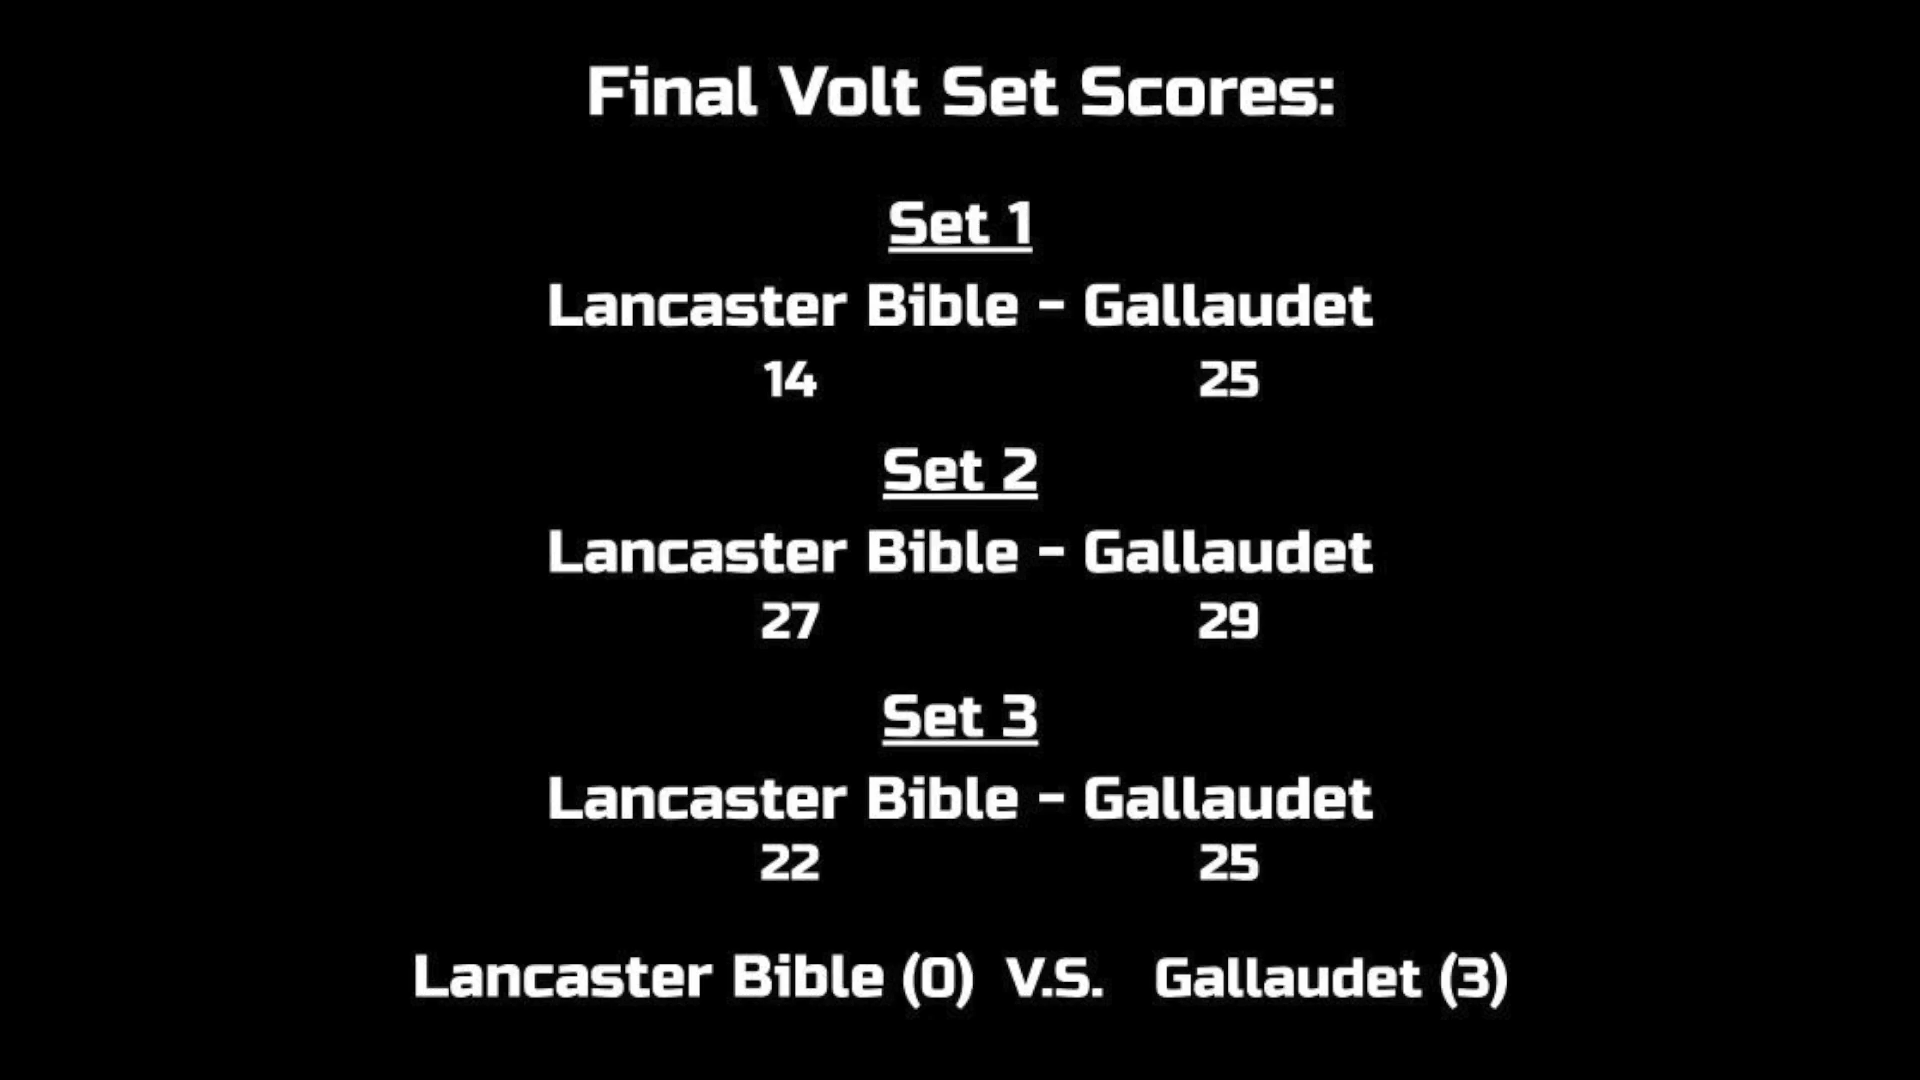 Final Volt Set Scores:
Set 1
Lancaster Bible - Gallaudet
14 25
Set 2
Lancaster Bible - Gallaudet
27 29
Set 3
Lancaster Bible - Gallaudet
22 25
Lancaster Bible (0) V.S. Gallaudet (3)